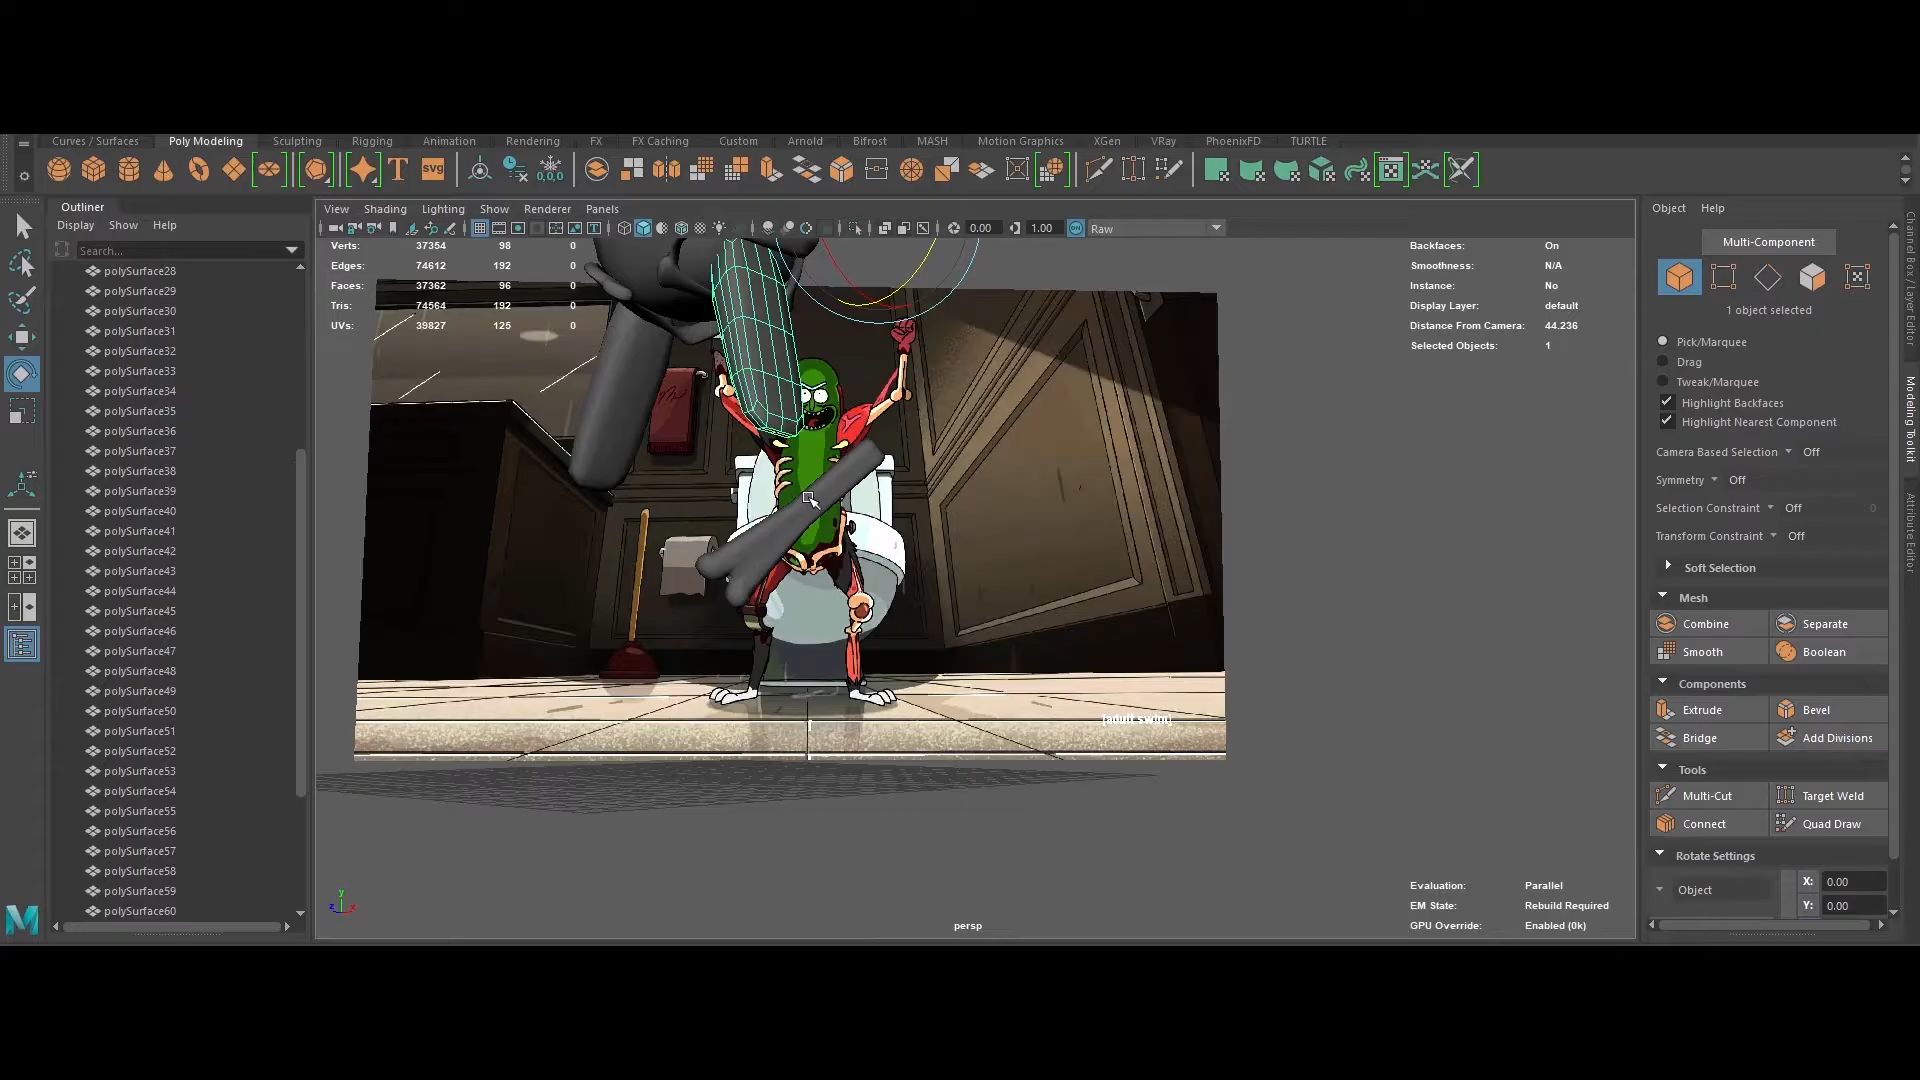 Curves / Surfaces Poly Modeling Sculpting Rigging Animation Rendering FX FX Caching Custom Arnold Bifrost MASH Motion Graphics XGen VRay PhoenixFD TURTLE
T svg 0,0,0
Outliner
Display Show Help
Search...
polySurface28
polySurface29
polySurface30
polySurface31
polySurface32
polySurface33
polySurface34
polySurface35
polySurface36
polySurface37
polySurface38
polySurface39
polySurface40
polySurface41
polySurface42
polySurface43
polySurface44
polySurface45
polySurface46
polySurface47
polySurface48
polySurface49
polySurface50
polySurface51
polySurface52
polySurface53
polySurface54
polySurface55
polySurface56
polySurface57
polySurface58
polySurface59
polySurface60
View Shading Lighting Show Renderer Panels
0.00 1.00 Raw
Verts: 37354 98 0
Edges: 74612 192 0
Faces: 37362 96 0
Tris: 74564 192 0
UVs: 39827 125 0
Backfaces: On
Smoothness: N/A
Instance: No
Display Layer: default
Distance From Camera: 44.236
Selected Objects: 1
[adult swim]
y
z x
persp
Evaluation: Parallel
EM State: Rebuild Required
GPU Override: Enabled (0k)
Object Help
Multi-Component
1 object selected
Pick/Marquee
Drag
Tweak/Marquee
Highlight Backfaces
Highlight Nearest Component
Camera Based Selection Off
Symmetry Off
Selection Constraint Off 0
Transform Constraint Off
Soft Selection
Mesh
Combine Separate
Smooth Boolean
Components
Extrude Bevel
Bridge Add Divisions
Tools
Multi-Cut Target Weld
Connect Quad Draw
Rotate Settings
Object X: 0.00
Y: 0.00
Channel Box / Layer Editor
Modeling Toolkit
Attribute Editor